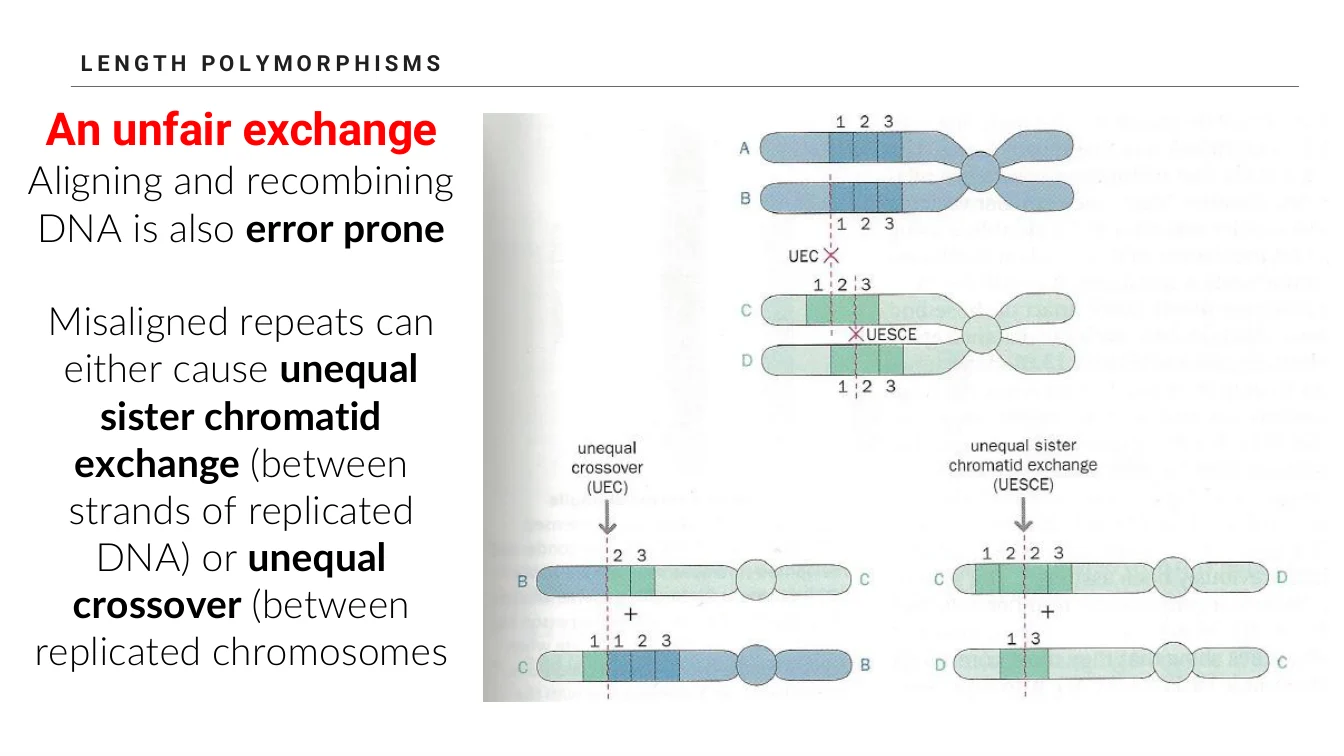 LENGTH POLYMORPHISMS
An unfair exchange
Aligning and recombining
DNA is also error prone
Misaligned repeats can
either cause unequal
sister chromatid
exchange (between
strands of replicated
DNA) or unequal
crossover (between
replicated chromosomes
1 2 3
A
B
1 2 3
UEC
1 2 3
C
UESCE
D
1 2 3
unequal
crossover
(UEC)
2 3
B C
+
1 1 2 3
C B
unequal sister
chromatid exchange
(UESCE)
1 2 2 3
C D
+
1 3
D C